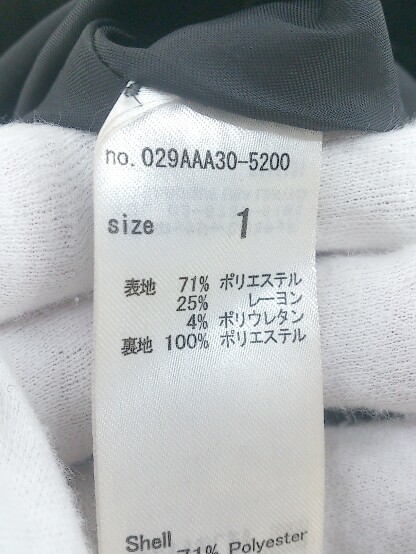 no. 029AAA30-5200
size 1
表地 71% ポリエステル
25% レーヨン
4% ポリウレタン
裏地 100% ポリエステル
Shell
71% Polyester